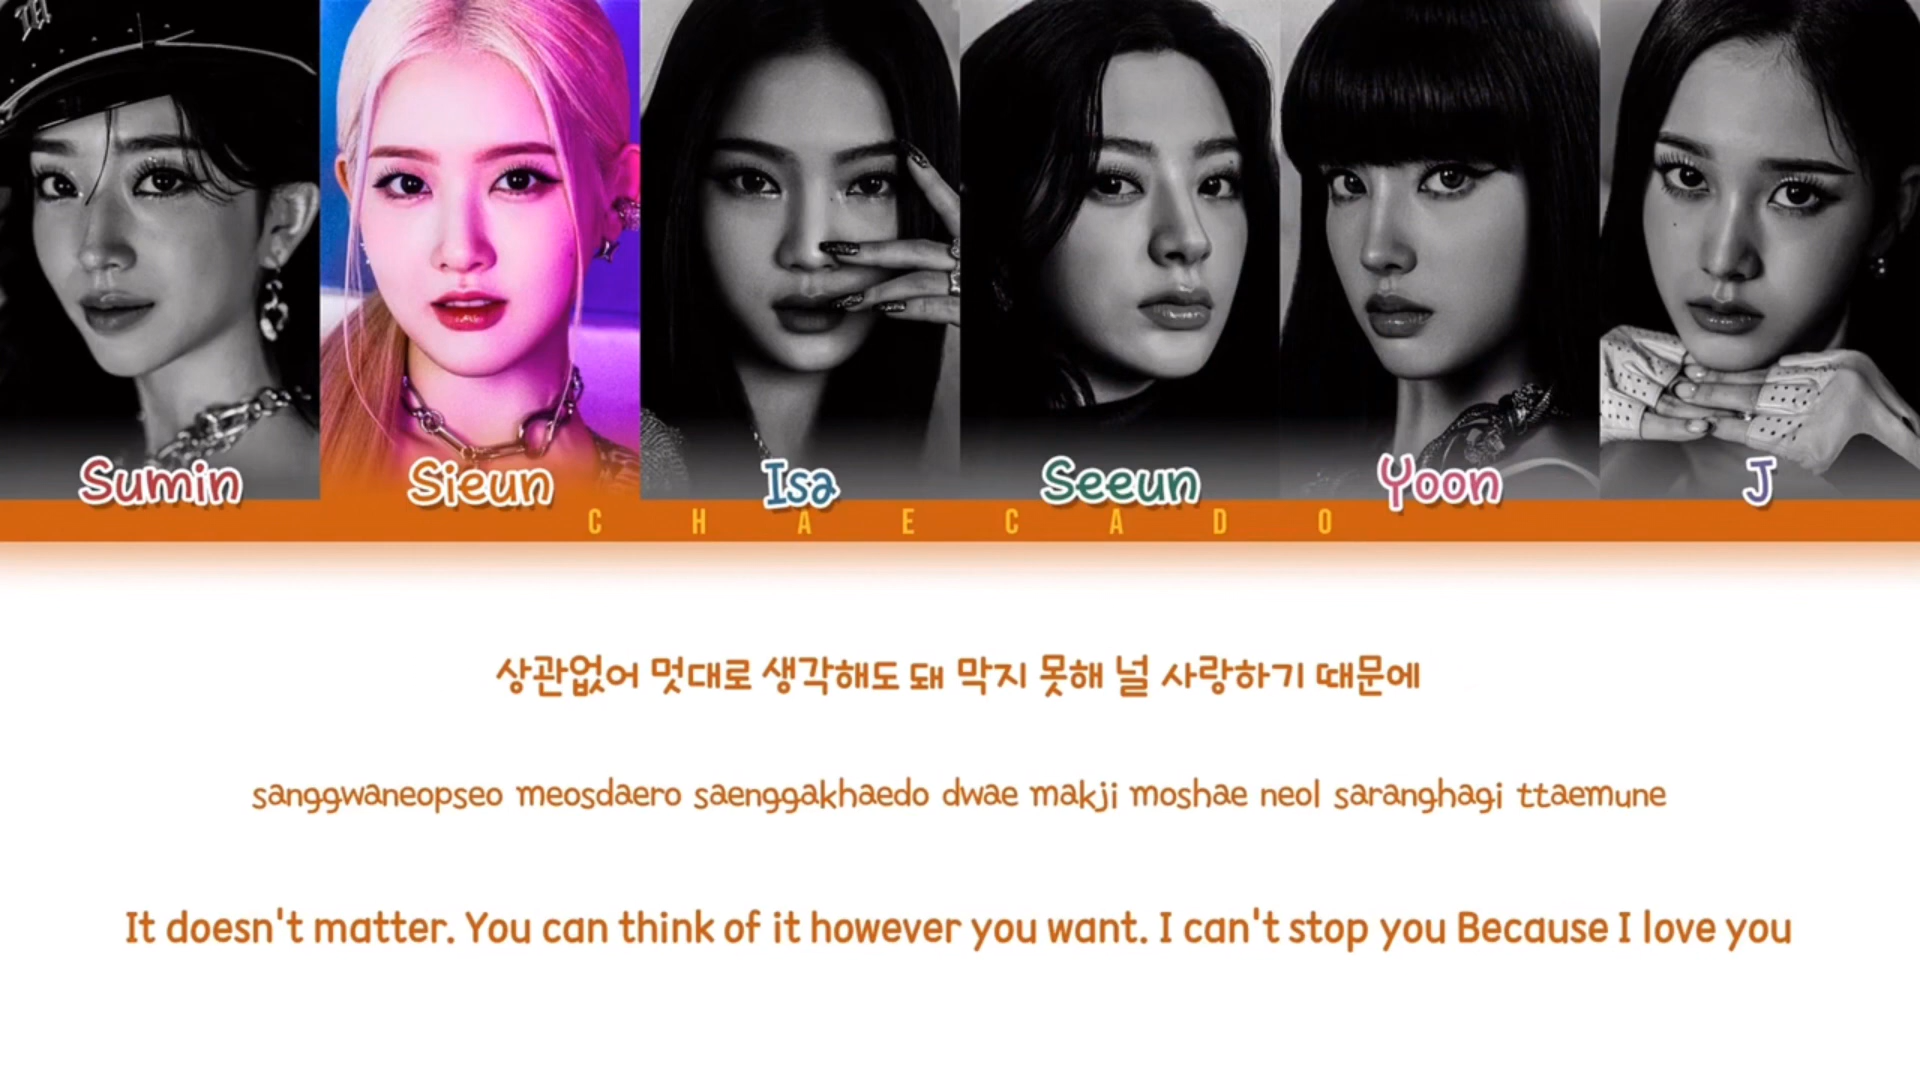 Sumin Sieun Isa Seeun Yoon J
CHAECADO
상관없어 멋대로 생각해도 돼 막지 못해 널 사랑하기 때문에
sanggwaneopseo meosdaero saenggakhaedo dwae makji moshae neol saranghagi ttaemune
It doesn't matter. You can think of it however you want. I can't stop you Because I love you